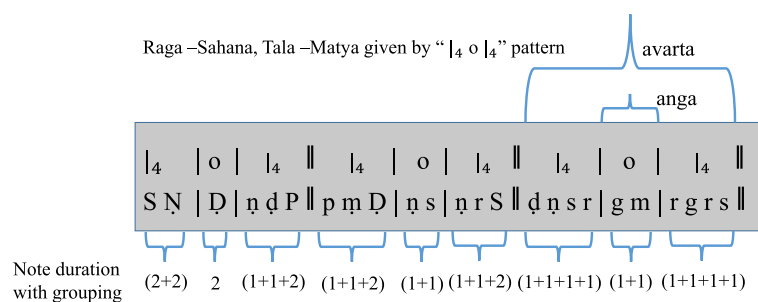 Raga –Sahana, Tala –Matya given by “ |₄ o |₄” pattern
avarta
anga
|₄ | o | |₄ ‖ |₄ | o | |₄ ‖ |₄ | o | |₄ ‖
S Ṇ | Ḍ | ṇ ḍ P ‖ p ṃ Ḍ | ṇ s | ṇ r S ‖ ḍ ṇ s r | g m | r g r s ‖
(2+2) 2 (1+1+2) (1+1+2) (1+1) (1+1+2) (1+1+1+1) (1+1) (1+1+1+1)
Note duration
with grouping